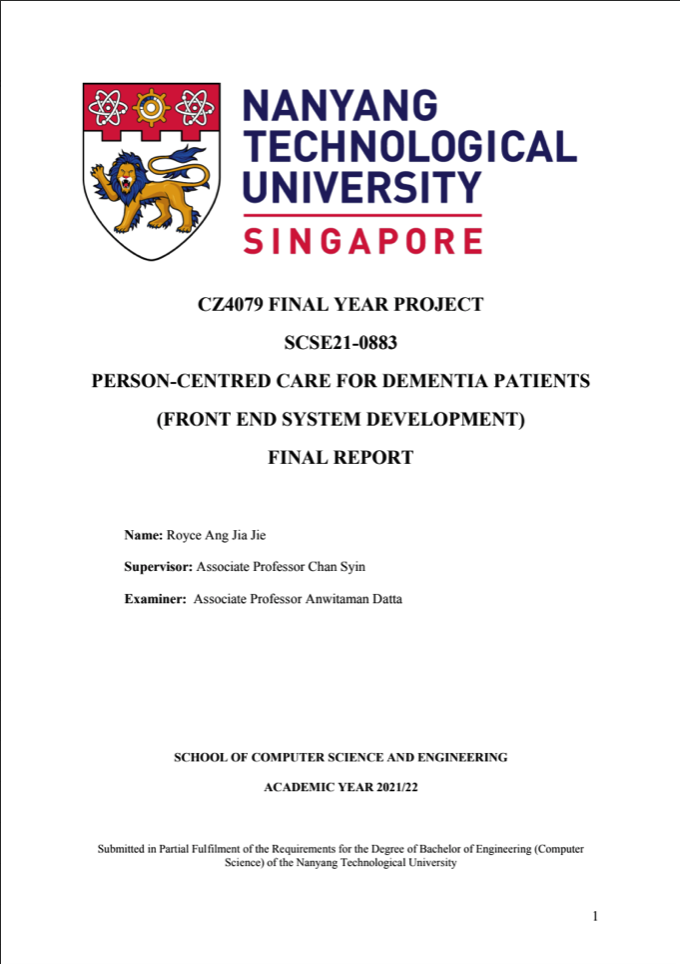 NANYANG
TECHNOLOGICAL
UNIVERSITY
SINGAPORE
CZ4079 FINAL YEAR PROJECT
SCSE21-0883
PERSON-CENTRED CARE FOR DEMENTIA PATIENTS
(FRONT END SYSTEM DEVELOPMENT)
FINAL REPORT
Name: Royce Ang Jia Jie
Supervisor: Associate Professor Chan Syin
Examiner: Associate Professor Anwitaman Datta
SCHOOL OF COMPUTER SCIENCE AND ENGINEERING
ACADEMIC YEAR 2021/22
Submitted in Partial Fulfilment of the Requirements for the Degree of Bachelor of Engineering (Computer
Science) of the Nanyang Technological University
1